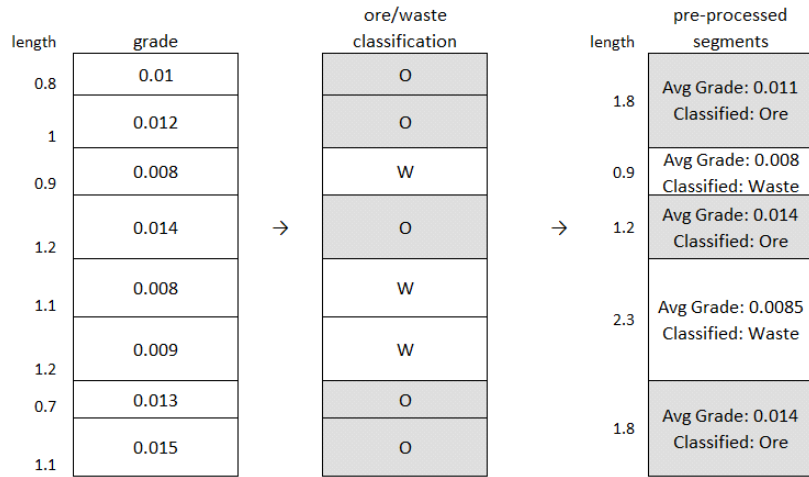 length
grade
ore/waste
classification
length
pre-processed
segments
0.8
0.01
O
1.8
Avg Grade: 0.011
Classified: Ore
1
0.012
O
0.9
0.008
W
0.9
Avg Grade: 0.008
Classified: Waste
1.2
0.014
→
O
→
1.2
Avg Grade: 0.014
Classified: Ore
1.1
0.008
W
2.3
Avg Grade: 0.0085
Classified: Waste
1.2
0.009
W
0.7
0.013
O
1.8
Avg Grade: 0.014
Classified: Ore
1.1
0.015
O